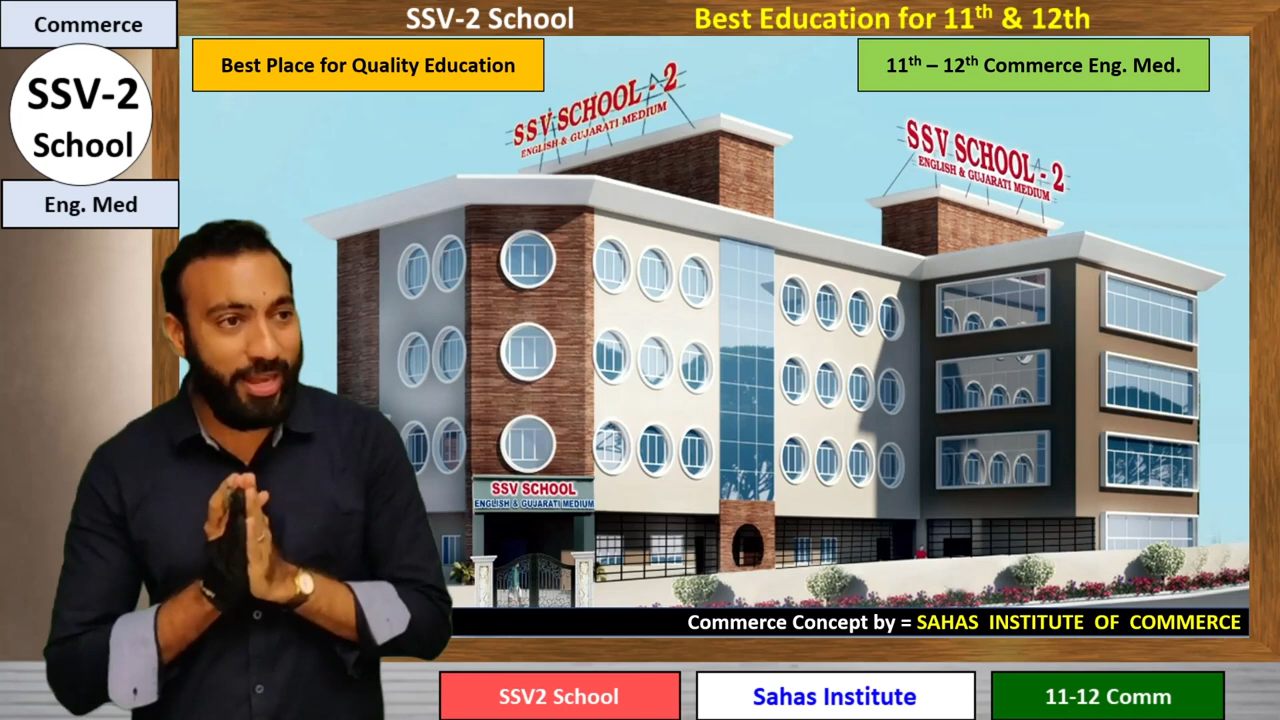 Commerce
SSV-2
School
Eng. Med
SSV-2 School
Best Education for 11th & 12th
Best Place for Quality Education
11th – 12th Commerce Eng. Med.
SSV SCHOOL - 2
ENGLISH & GUJARATI MEDIUM
SSV SCHOOL - 2
ENGLISH & GUJARATI MEDIUM
SSV SCHOOL
ENGLISH & GUJARATI MEDIUM
Commerce Concept by = SAHAS INSTITUTE OF COMMERCE
SSV2 School
Sahas Institute
11-12 Comm